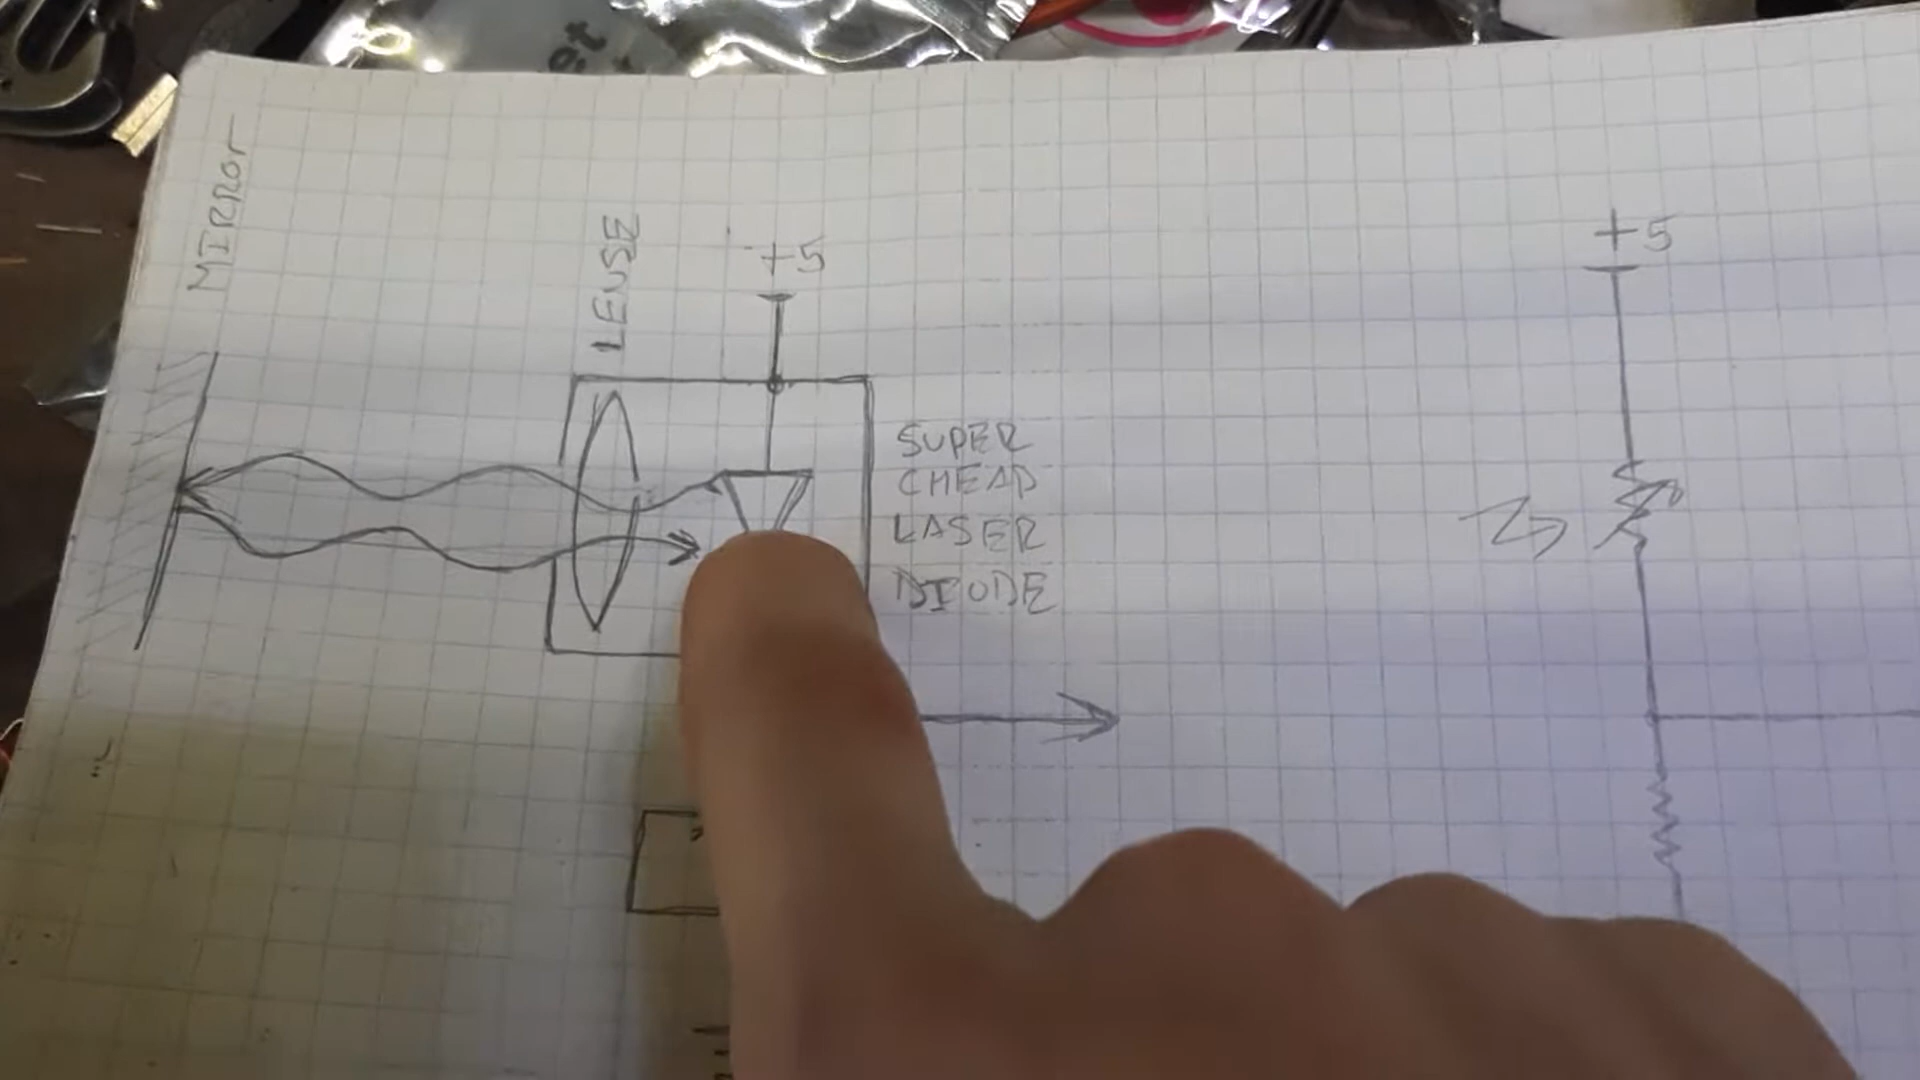 MIRROr
LENSE
+5
SUPER
CHEAP
LASER
DIODE
+5